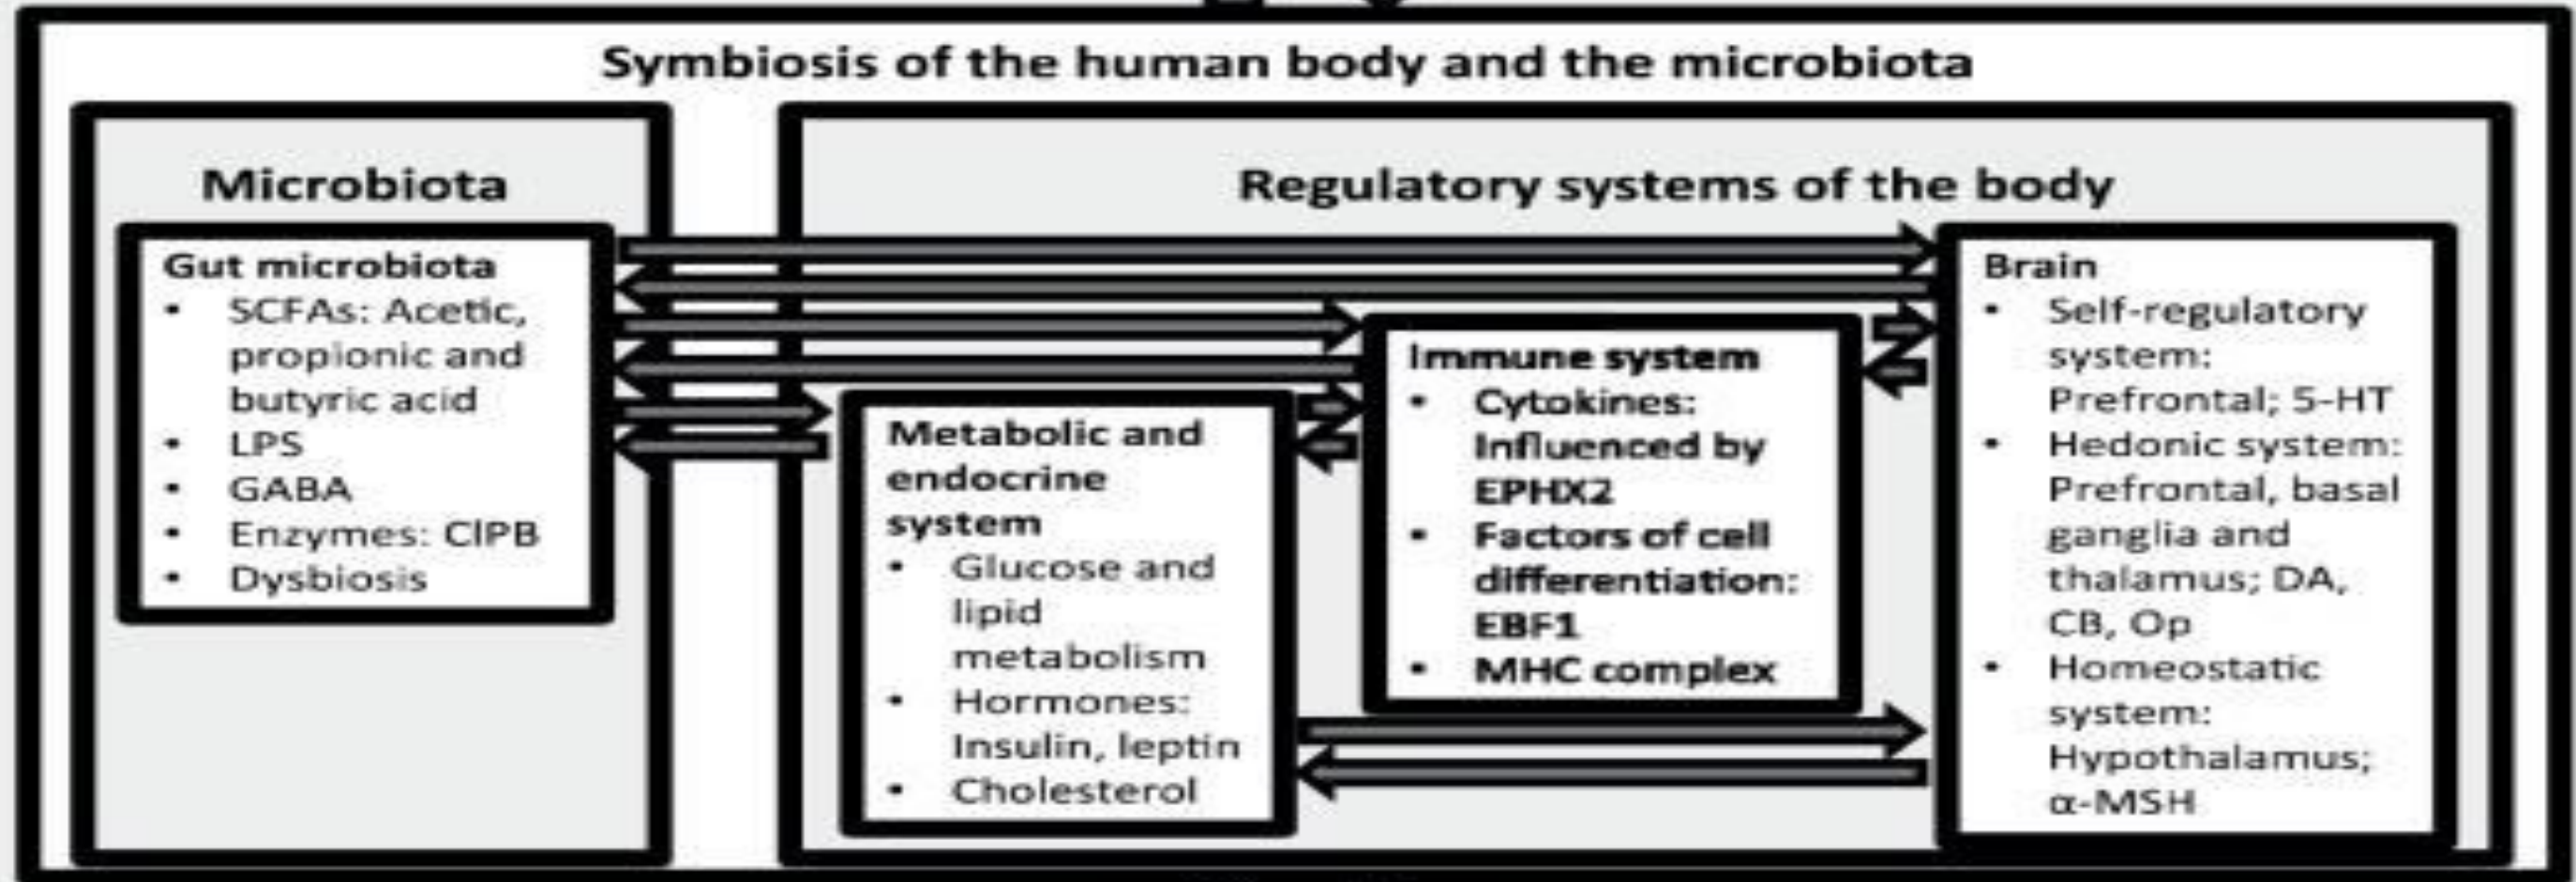 Symbiosis of the human body and the microbiota
Microbiota
Gut microbiota
• SCFAs: Acetic,
propionic and
butyric acid
• LPS
• GABA
• Enzymes: ClPB
• Dysbiosis
Regulatory systems of the body
Metabolic and
endocrine
system
• Glucose and
lipid
metabolism
• Hormones:
Insulin, leptin
• Cholesterol
Immune system
• Cytokines:
Influenced by
EPHX2
• Factors of cell
differentiation:
EBF1
• MHC complex
Brain
• Self-regulatory
system:
Prefrontal; 5-HT
• Hedonic system:
Prefrontal, basal
ganglia and
thalamus; DA,
CB, Op
• Homeostatic
system:
Hypothalamus;
α-MSH